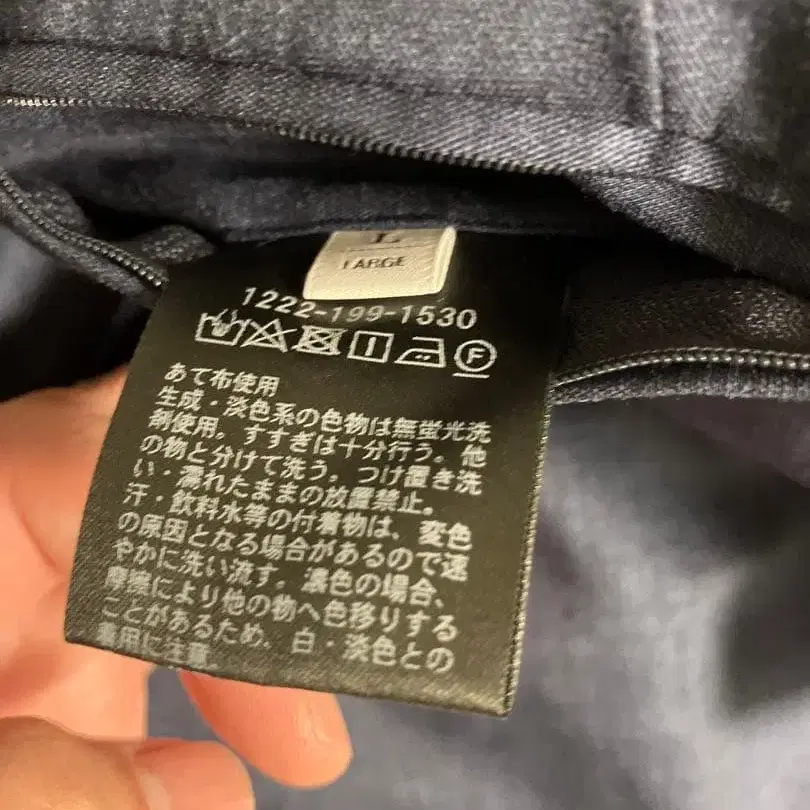 L
LARGE
1222-199-1530
F
あて布使用
生成・淡色系の色物は無蛍光洗
剤使用。すすぎは十分行う。他
の物と分けて洗う。つけ置き洗
い・濡れたままの放置禁止。
汗・飲料水等の付着物は、変色
の原因となる場合があるので速
やかに洗い流す。濃色の場合、
摩擦により他の物へ色移りする
ことがあるため、白・淡色との
着用に注意。